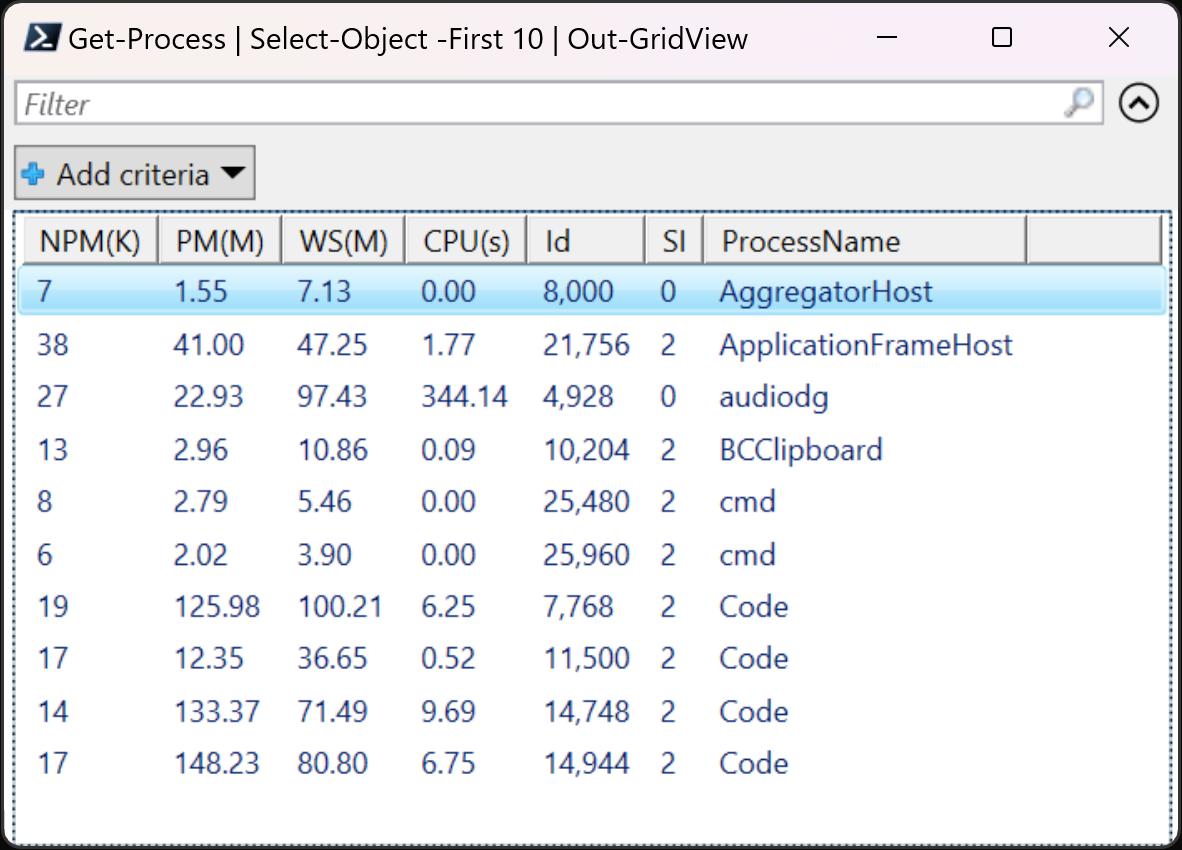 Get-Process | Select-Object -First 10 | Out-GridView
Filter
Add criteria
NPM(K) PM(M) WS(M) CPU(s) Id SI ProcessName
7 1.55 7.13 0.00 8,000 0 AggregatorHost
38 41.00 47.25 1.77 21,756 2 ApplicationFrameHost
27 22.93 97.43 344.14 4,928 0 audiodg
13 2.96 10.86 0.09 10,204 2 BCClipboard
8 2.79 5.46 0.00 25,480 2 cmd
6 2.02 3.90 0.00 25,960 2 cmd
19 125.98 100.21 6.25 7,768 2 Code
17 12.35 36.65 0.52 11,500 2 Code
14 133.37 71.49 9.69 14,748 2 Code
17 148.23 80.80 6.75 14,944 2 Code